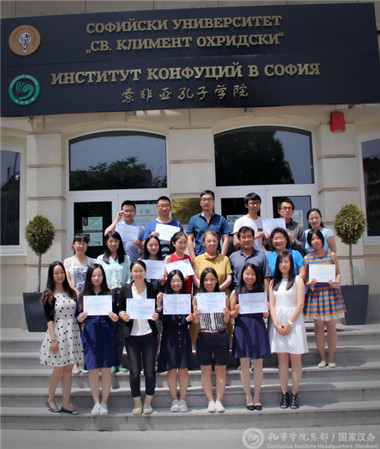 СОФИЙСКИ УНИВЕРСИТЕТ
„СВ. КЛИМЕНТ ОХРИДСКИ“
ИНСТИТУТ КОНФУЦИЙ В СОФИЯ
索非亚孔子学院
孔子学院总部 / 国家汉办
Confucius Institute Headquarters (Hanban)